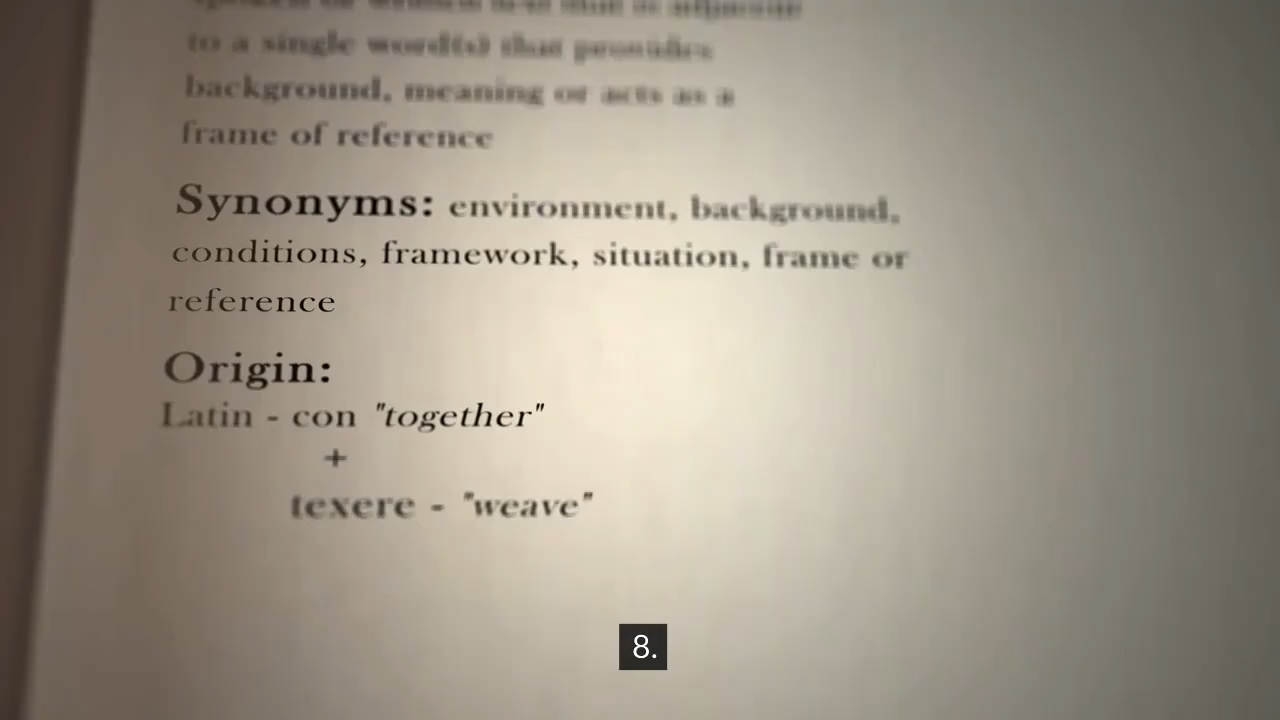 to a single word(s) that provides
background, meaning or acts as a
frame of reference
Synonyms: environment, background,
conditions, framework, situation, frame or
reference
Origin:
Latin - con "together"
+
texere - "weave"
8.